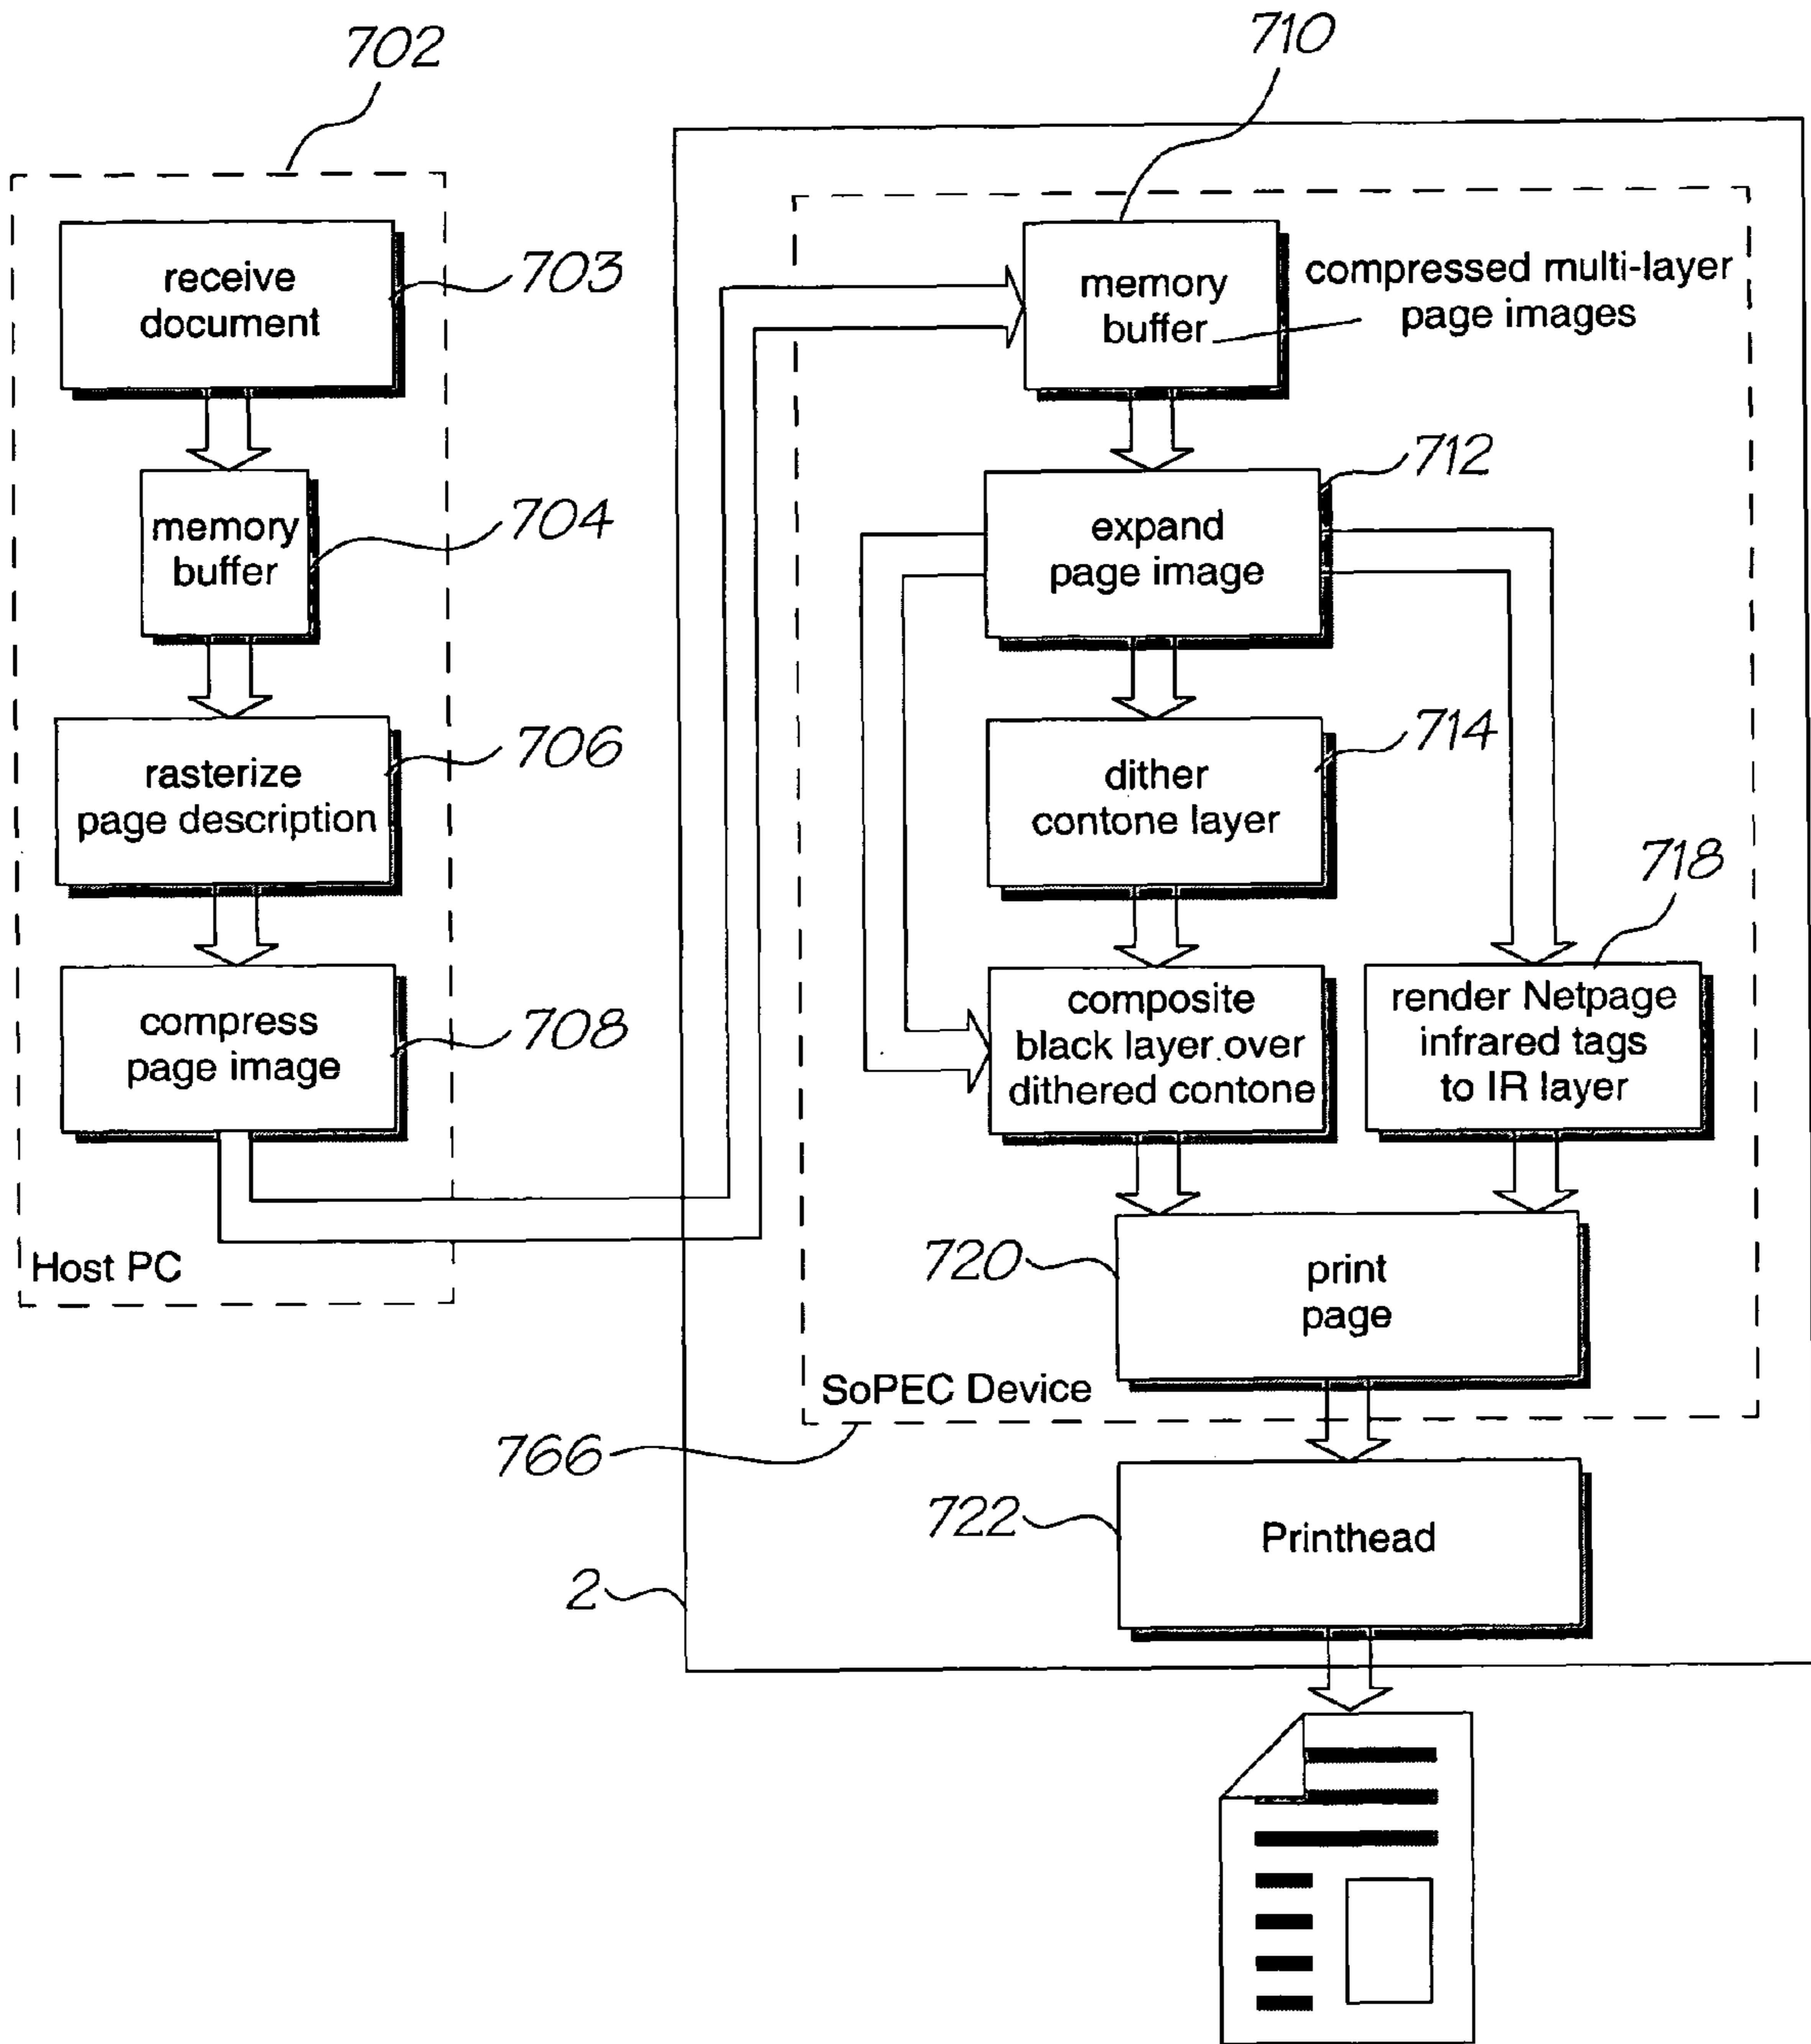 702
710
receive
document
703
memory
buffer
compressed multi-layer
page images
712
memory
buffer
704
expand
page image
rasterize
page description
706
714
dither
contone layer
718
compress
page image
708
composite
black layer over
dithered contone
render Netpage
infrared tags
to IR layer
Host PC
720
print
page
SoPEC Device
766
722
Printhead
2